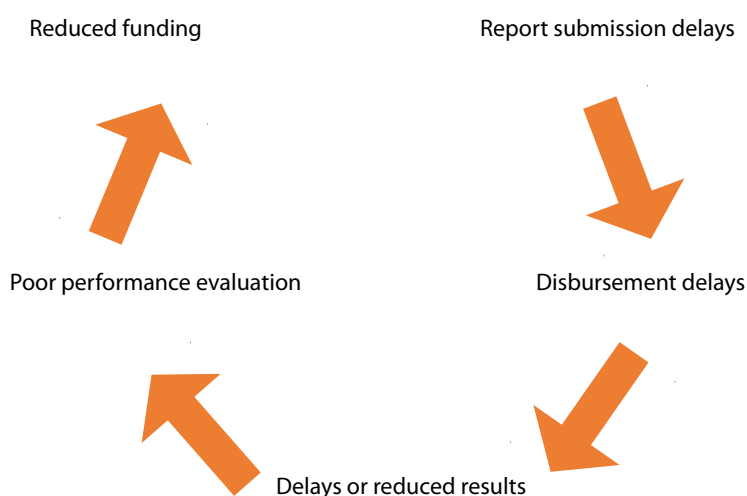 Reduced funding
Report submission delays
Poor performance evaluation
Disbursement delays
Delays or reduced results